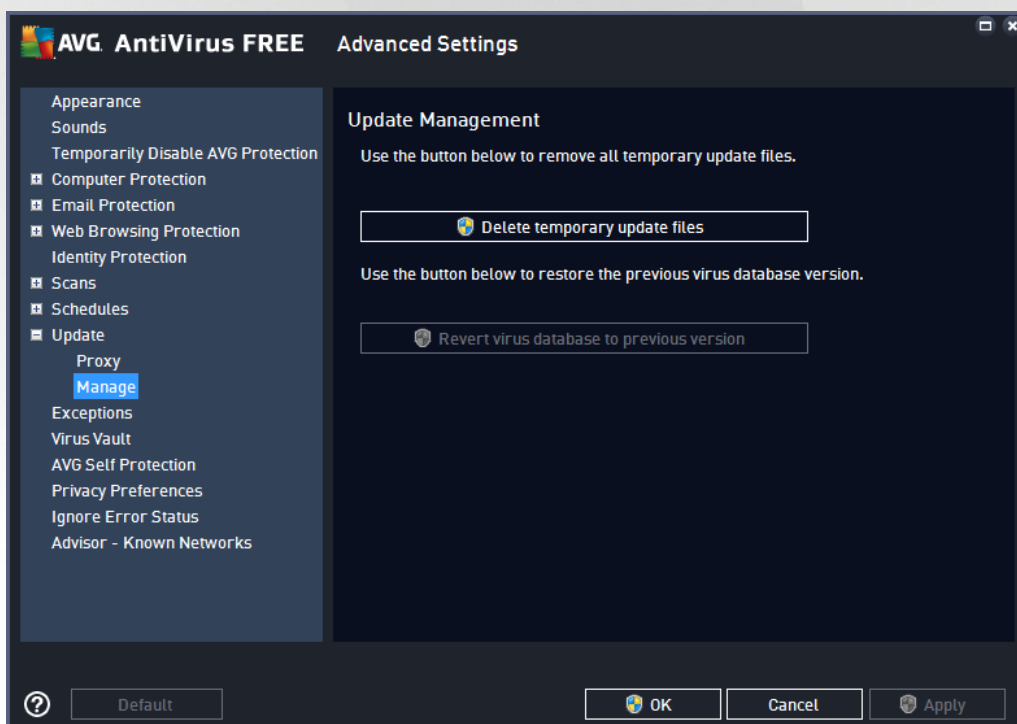 AVG. AntiVirus FREE
Advanced Settings
Appearance
Sounds
Temporarily Disable AVG Protection
Computer Protection
Email Protection
Web Browsing Protection
Identity Protection
Scans
Schedules
Update
Proxy
Manage
Exceptions
Virus Vault
AVG Self Protection
Privacy Preferences
Ignore Error Status
Advisor - Known Networks
Update Management
Use the button below to remove all temporary update files.
Delete temporary update files
Use the button below to restore the previous virus database version.
Revert virus database to previous version
?
Default
OK
Cancel
Apply